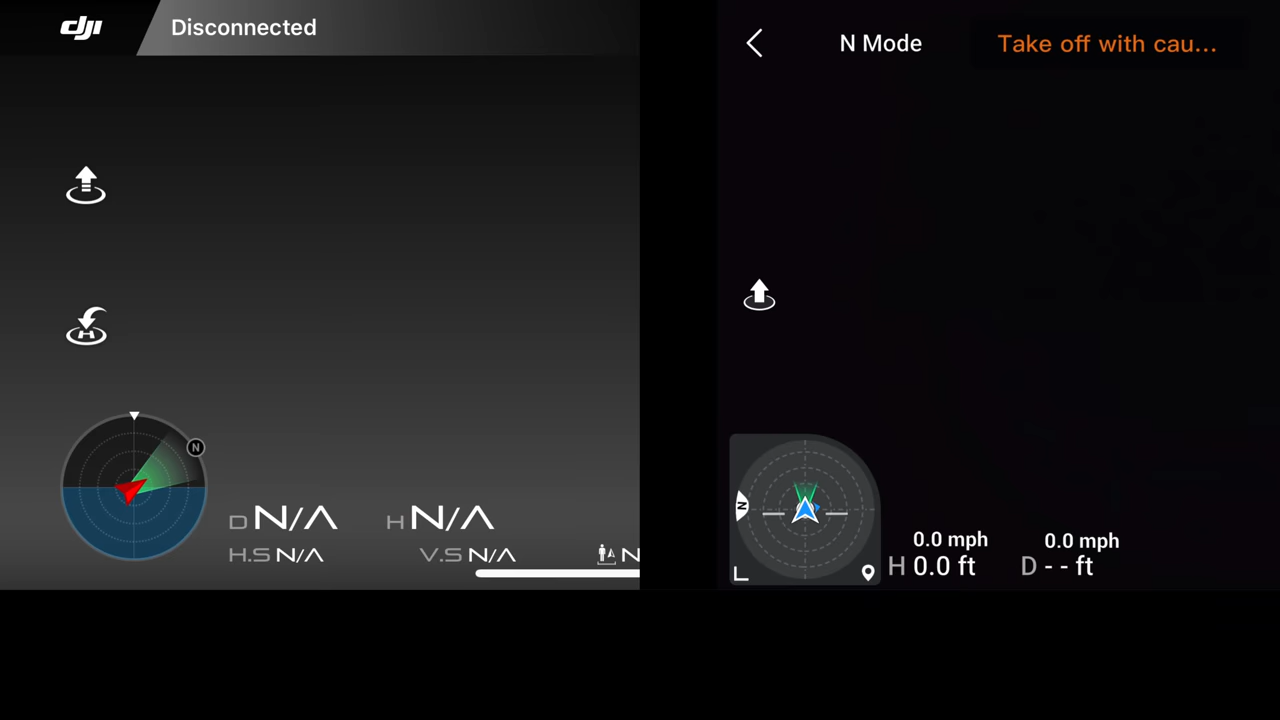 dji
Disconnected
N
D N/A
H N/A
H.S N/A
V.S N/A
N
N Mode
Take off with cau...
N
0.0 mph
0.0 mph
H 0.0 ft
D - - ft